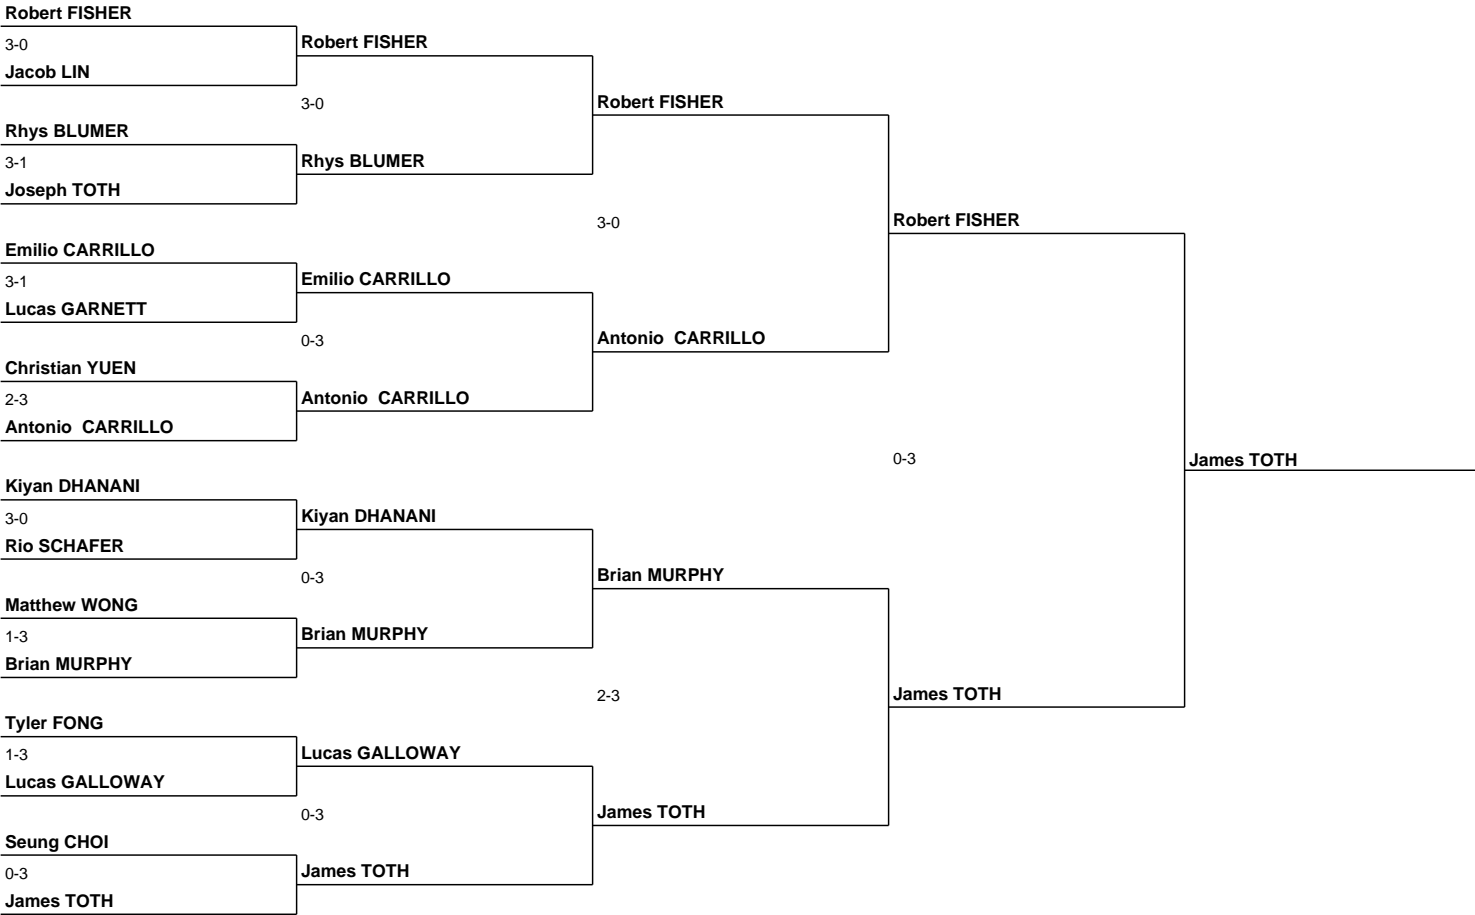 Robert FISHER
3-0
Jacob LIN
Rhys BLUMER
3-1
Joseph TOTH
Emilio CARRILLO
3-1
Lucas GARNETT
Christian YUEN
2-3
Antonio  CARRILLO
Kiyan DHANANI
3-0
Rio SCHAFER
Matthew WONG
1-3
Brian MURPHY
Tyler FONG
1-3
Lucas GALLOWAY
Seung CHOI
0-3
James TOTH
Robert FISHER
3-0
Rhys BLUMER
Emilio CARRILLO
0-3
Antonio  CARRILLO
Kiyan DHANANI
0-3
Brian MURPHY
Lucas GALLOWAY
0-3
James TOTH
Robert FISHER
3-0
Antonio  CARRILLO
Brian MURPHY
2-3
James TOTH
Robert FISHER
0-3
James TOTH
James TOTH